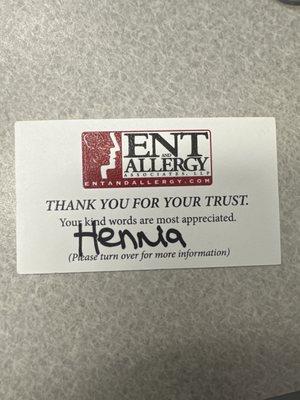 ENT
AND
ALLERGY
ASSOCIATES, LLP
ENTANDALLERGY.COM
THANK YOU FOR YOUR TRUST.
Your kind words are most appreciated.
Hennia
(Please turn over for more information)